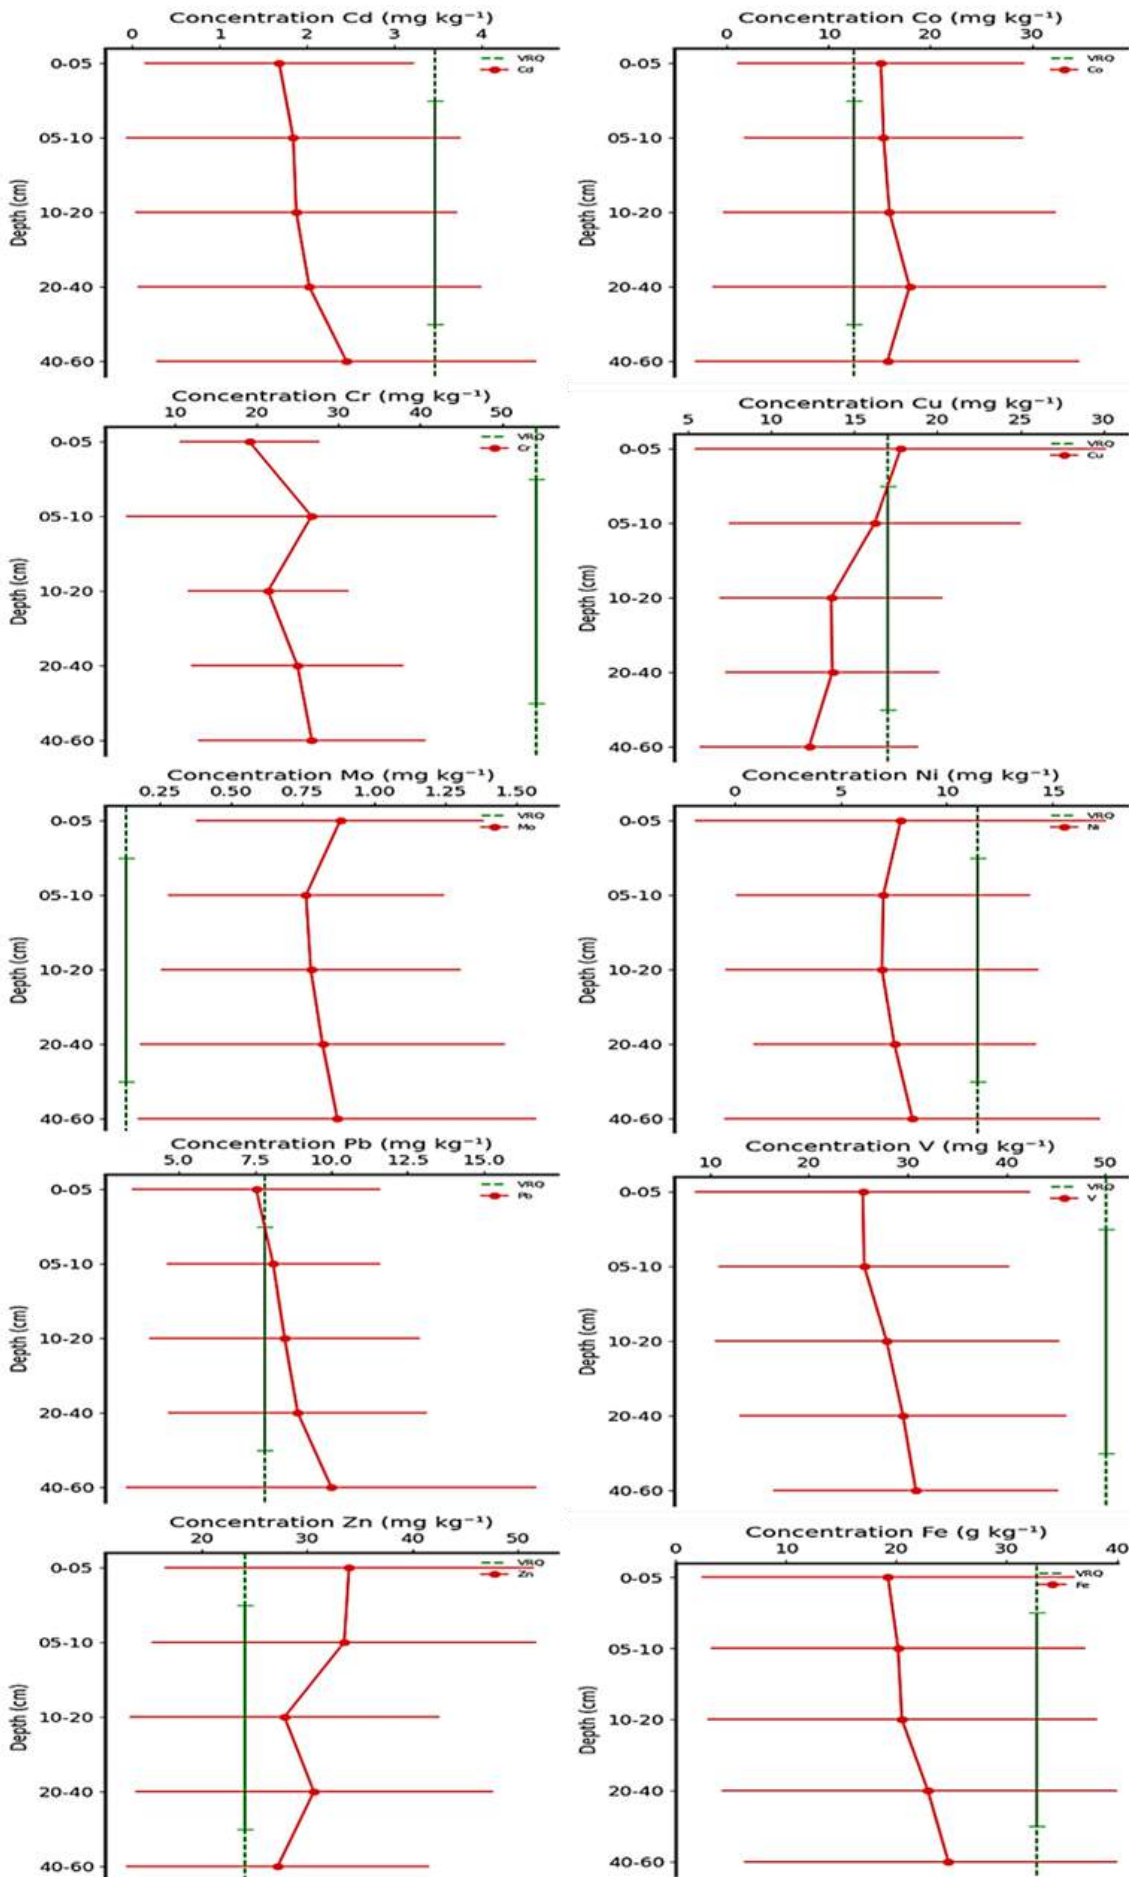 Concentration Cd (mg kg⁻¹)
0 1 2 3 4
VRQ
Cd
0-05
05-10
10-20
20-40
40-60
Depth (cm)
Concentration Co (mg kg⁻¹)
0 10 20 30
VRQ
Co
0-05
05-10
10-20
20-40
40-60
Depth (cm)
Concentration Cr (mg kg⁻¹)
10 20 30 40 50
VRQ
Cr
0-05
05-10
10-20
20-40
40-60
Depth (cm)
Concentration Cu (mg kg⁻¹)
5 10 15 20 25 30
VRQ
Cu
0-05
05-10
10-20
20-40
40-60
Depth (cm)
Concentration Mo (mg kg⁻¹)
0.25 0.50 0.75 1.00 1.25 1.50
VRQ
Mo
0-05
05-10
10-20
20-40
40-60
Depth (cm)
Concentration Ni (mg kg⁻¹)
0 5 10 15
VRQ
Ni
0-05
05-10
10-20
20-40
40-60
Depth (cm)
Concentration Pb (mg kg⁻¹)
5.0 7.5 10.0 12.5 15.0
VRQ
Pb
0-05
05-10
10-20
20-40
40-60
Depth (cm)
Concentration V (mg kg⁻¹)
10 20 30 40 50
VRQ
V
0-05
05-10
10-20
20-40
40-60
Depth (cm)
Concentration Zn (mg kg⁻¹)
20 30 40 50
VRQ
Zn
0-05
05-10
10-20
20-40
40-60
Depth (cm)
Concentration Fe (g kg⁻¹)
0 10 20 30 40
VRQ
Fe
0-05
05-10
10-20
20-40
40-60
Depth (cm)